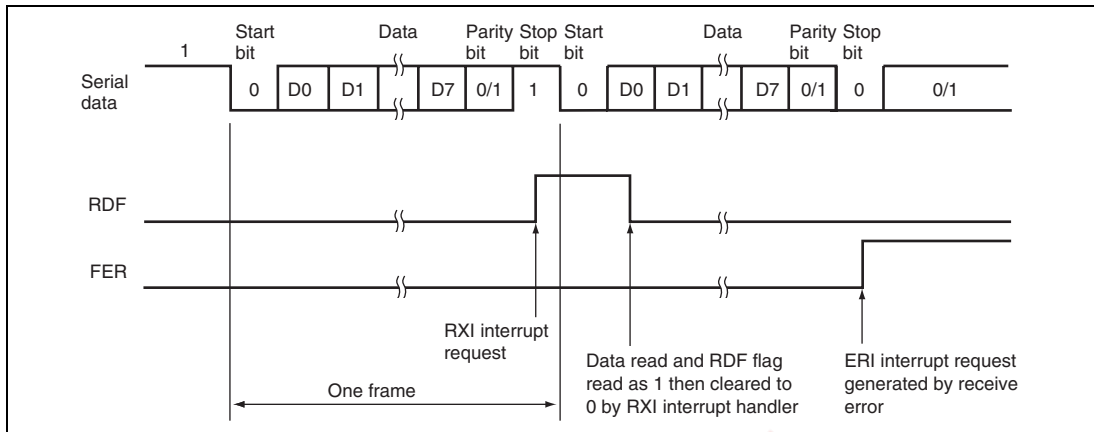 Start bit Data Parity bit Stop bit Start bit Data Parity bit Stop bit
1
Serial data 0 D0 D1 D7 0/1 1 0 D0 D1 D7 0/1 0 0/1
RDF
FER
RXI interrupt
request
Data read and RDF flag
read as 1 then cleared to
0 by RXI interrupt handler
ERI interrupt request
generated by receive
error
One frame